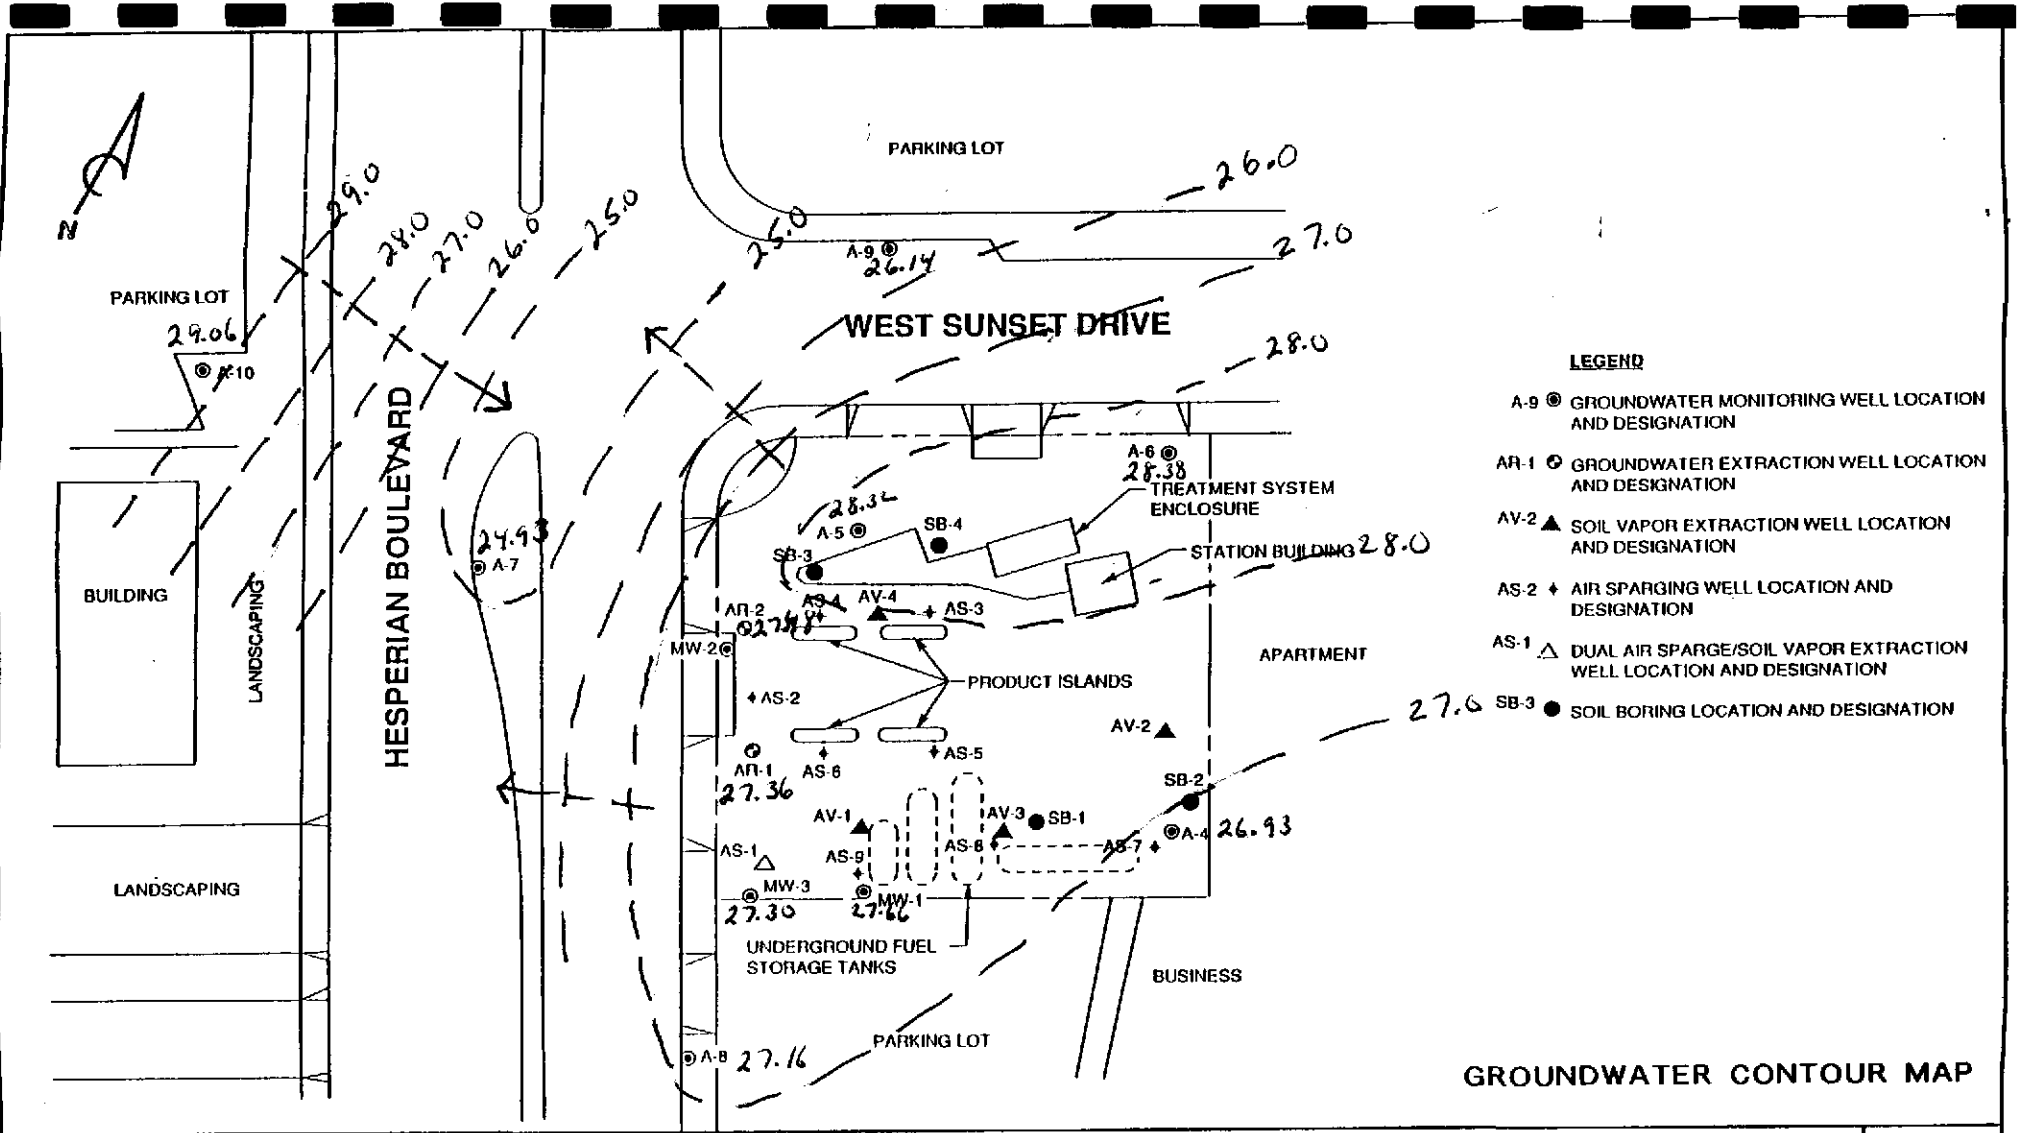 PARKING LOT
26.0
29.0
28.0
27.0
26.0
25.0
25.0
A-9
26.14
27.0
N
PARKING LOT
29.06
A-10
WEST SUNSET DRIVE
28.0
HESPERIAN BOULEVARD
LEGEND
A-9 GROUNDWATER MONITORING WELL LOCATION
AND DESIGNATION
AR-1 GROUNDWATER EXTRACTION WELL LOCATION
AND DESIGNATION
AV-2 SOIL VAPOR EXTRACTION WELL LOCATION
AND DESIGNATION
AS-2 AIR SPARGING WELL LOCATION AND
DESIGNATION
AS-1 DUAL AIR SPARGE/SOIL VAPOR EXTRACTION
WELL LOCATION AND DESIGNATION
SB-3 SOIL BORING LOCATION AND DESIGNATION
A-6
28.38
TREATMENT SYSTEM
ENCLOSURE
A-5
SB-4
SB-3
STATION BUILDING
28.0
24.93
A-7
BUILDING
LANDSCAPING
AR-2
AS-4
AV-4
AS-3
MW-2
APARTMENT
PRODUCT ISLANDS
AS-2
27.0
AV-2
AR-1
27.36
AS-6
AS-5
SB-2
AV-1
AV-3
SB-1
A-4 26.93
AS-1
AS-9
AS-8
AS-7
LANDSCAPING
MW-3
27.30
MW-1
27.66
UNDERGROUND FUEL
STORAGE TANKS
BUSINESS
A-8 27.16
PARKING LOT
GROUNDWATER CONTOUR MAP